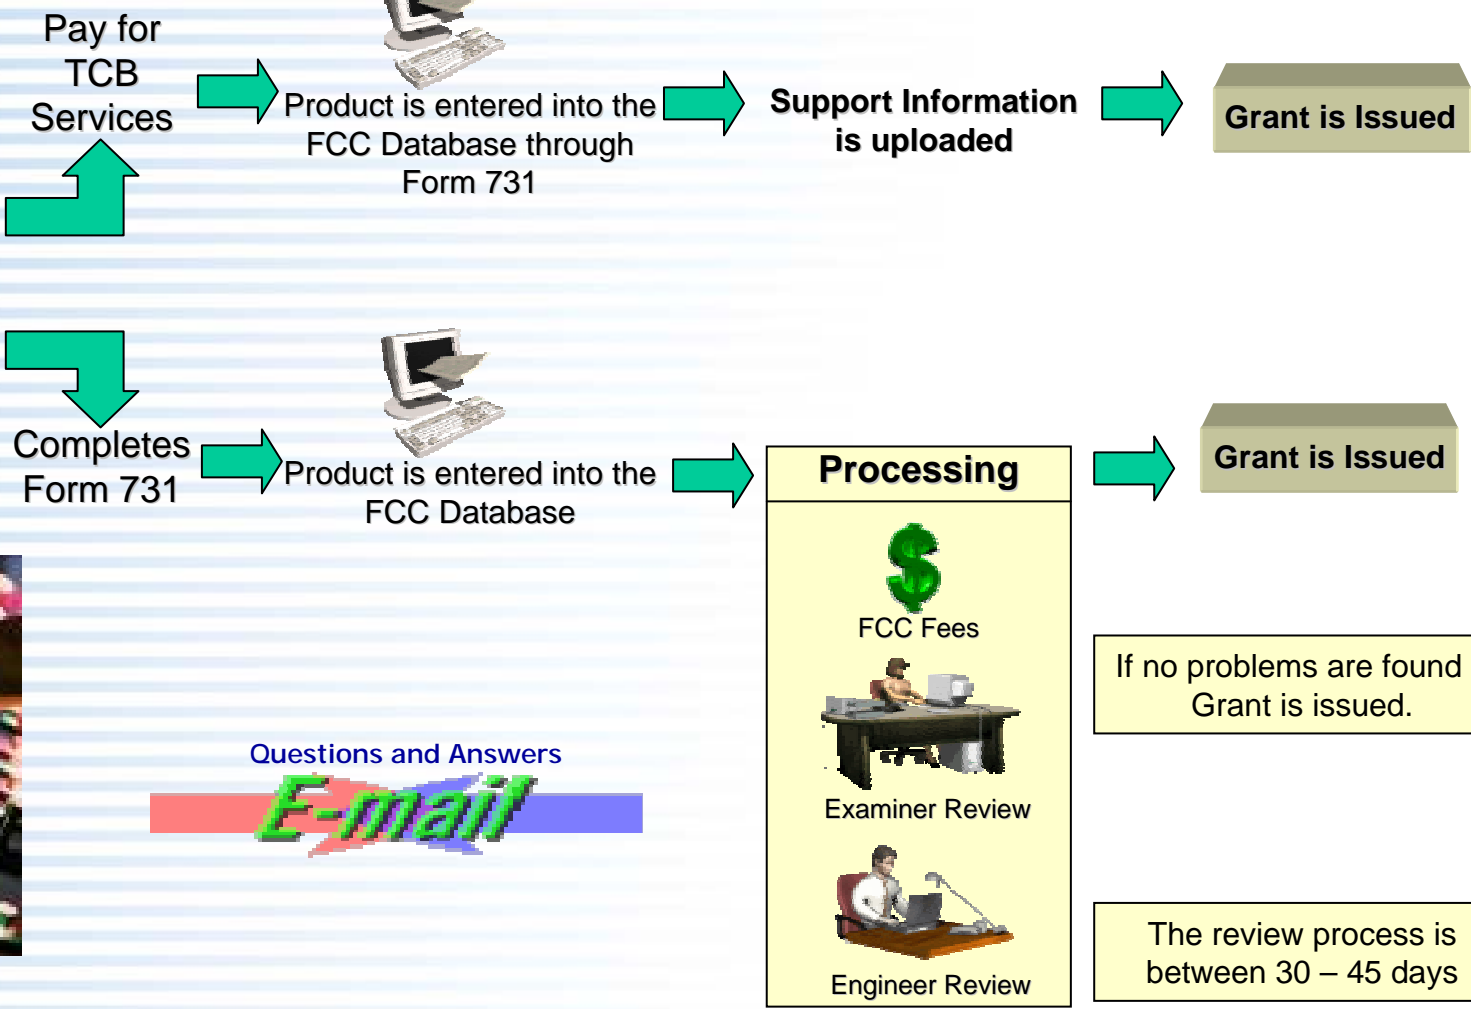 Pay for
TCB
Services
Product is entered into the
FCC Database through
Form 731
Support Information
is uploaded
Grant is Issued
Completes
Form 731
Product is entered into the
FCC Database
Processing
FCC Fees
Examiner Review
Engineer Review
Grant is Issued
If no problems are found
Grant is issued.
The review process is
between 30 – 45 days
Questions and Answers
E-mail